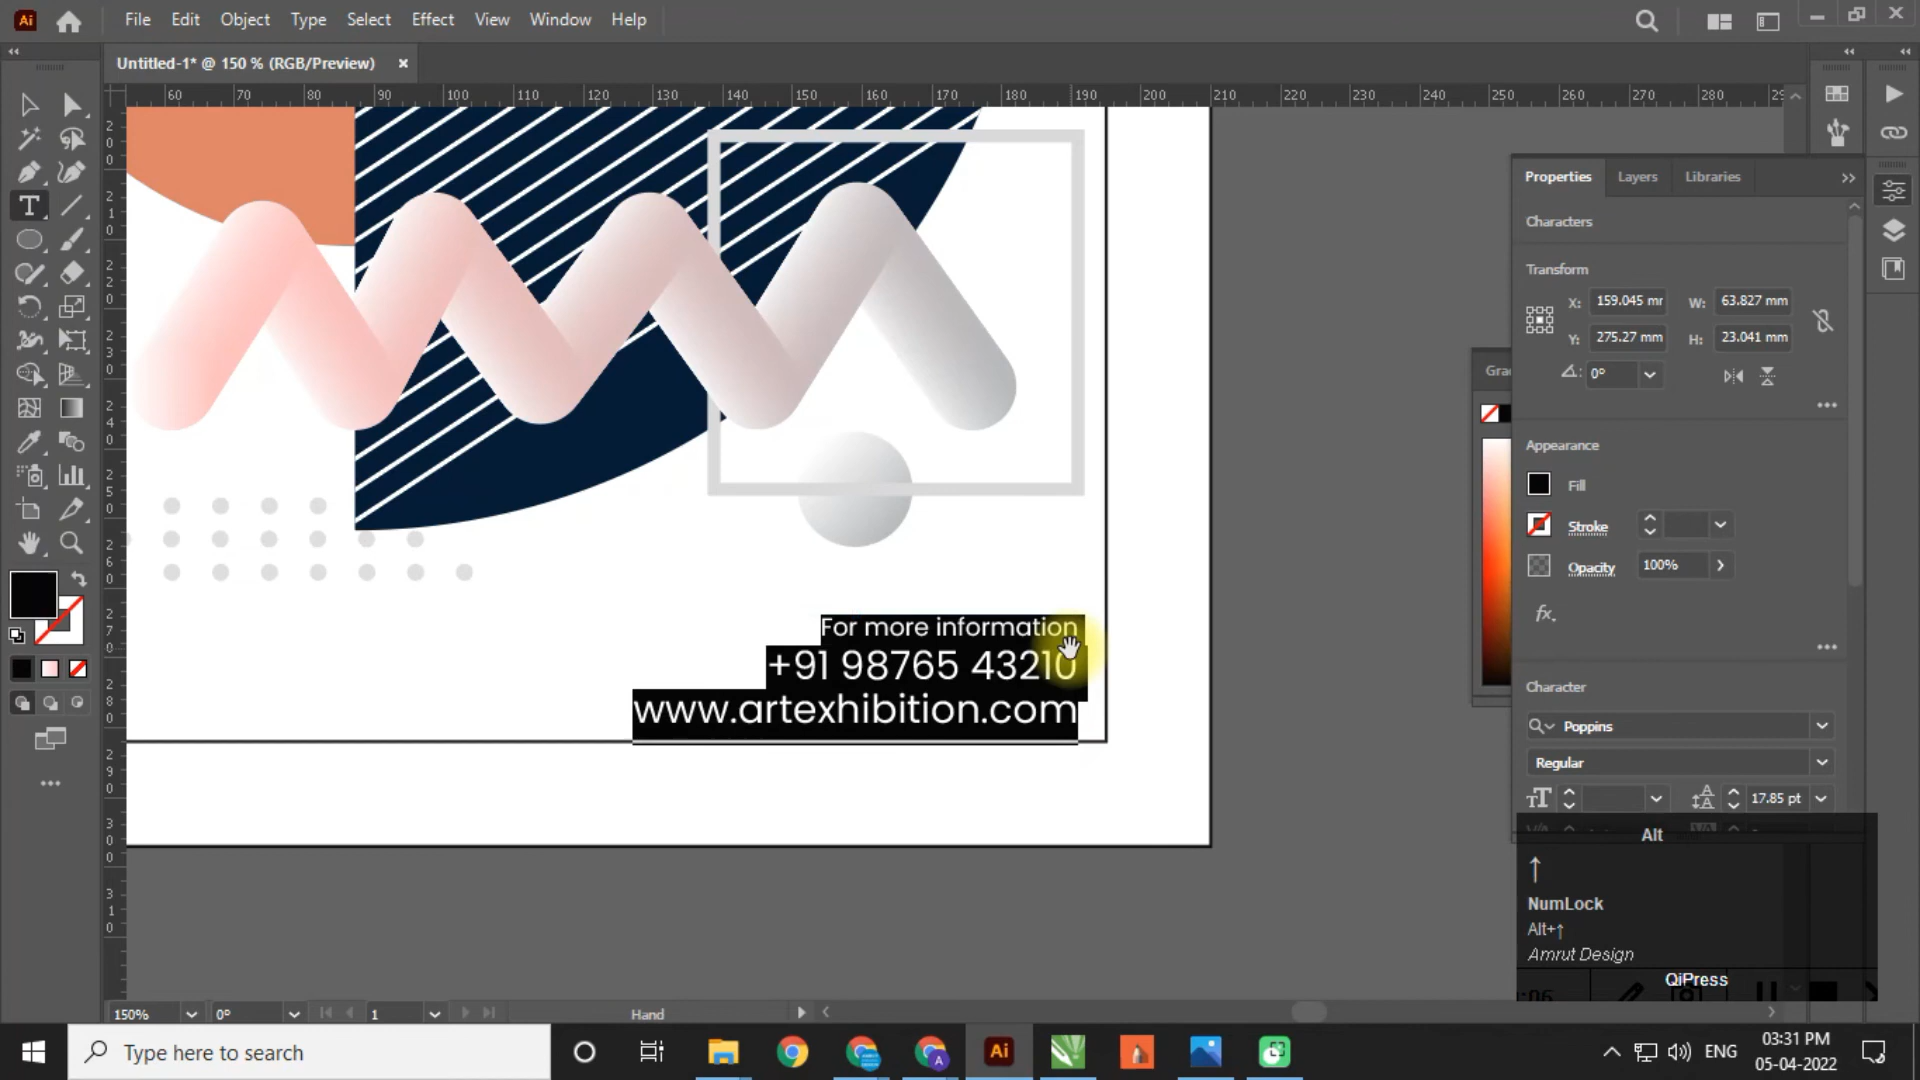 File Edit Object Type Select Effect View Window Help
Untitled-1* @ 150 % (RGB/Preview)
60 70 80 90 100 110 120 130 140 150 160 170 180 190 200 210 220 230 240 250 260 270 280
Properties Layers Libraries
Characters
Transform
X: 159.045 mm W: 63.827 mm
Y: 275.27 mm H: 23.041 mm
0°
Appearance
Fill
Stroke
Opacity 100%
fx.
Character
Poppins
Regular
17.85 pt
For more information
+91 98765 43210
www.artexhibition.com
Alt
↑
NumLock
Alt+↑
Amrut Design
QiPress
150% 0° 1 Hand
Type here to search
ENG
03:31 PM
05-04-2022